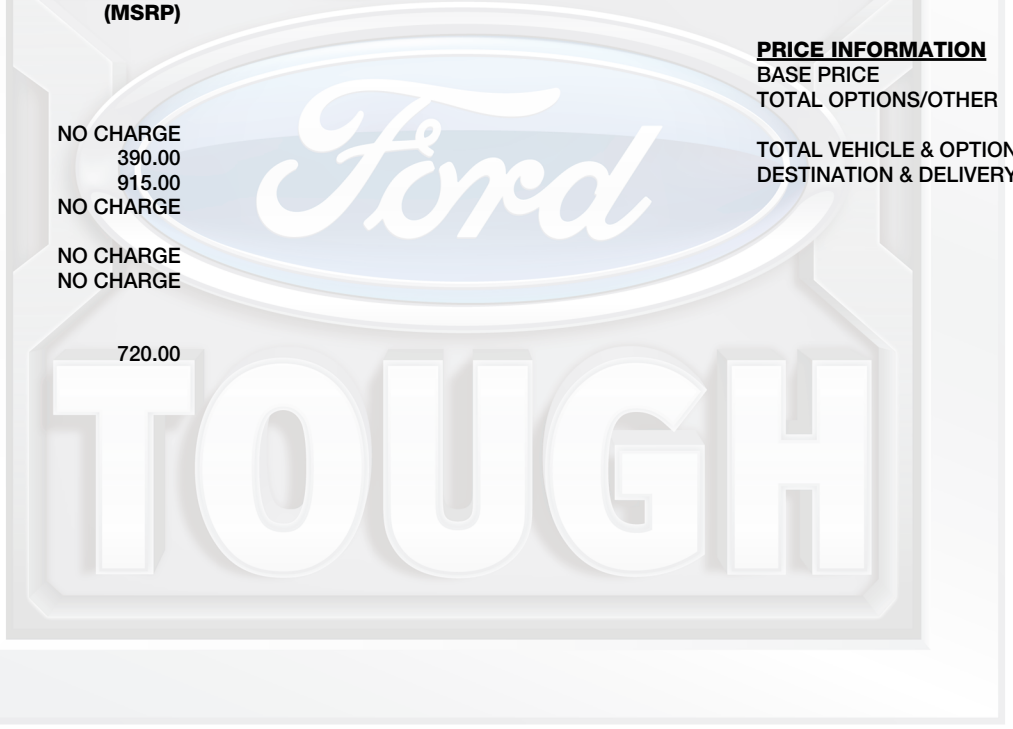 (MSRP)
NO CHARGE
390.00
915.00
NO CHARGE
NO CHARGE
NO CHARGE
720.00
PRICE INFORMATION
BASE PRICE
TOTAL OPTIONS/OTHER
TOTAL VEHICLE & OPTION
DESTINATION & DELIVERY
Ford
TOUGH